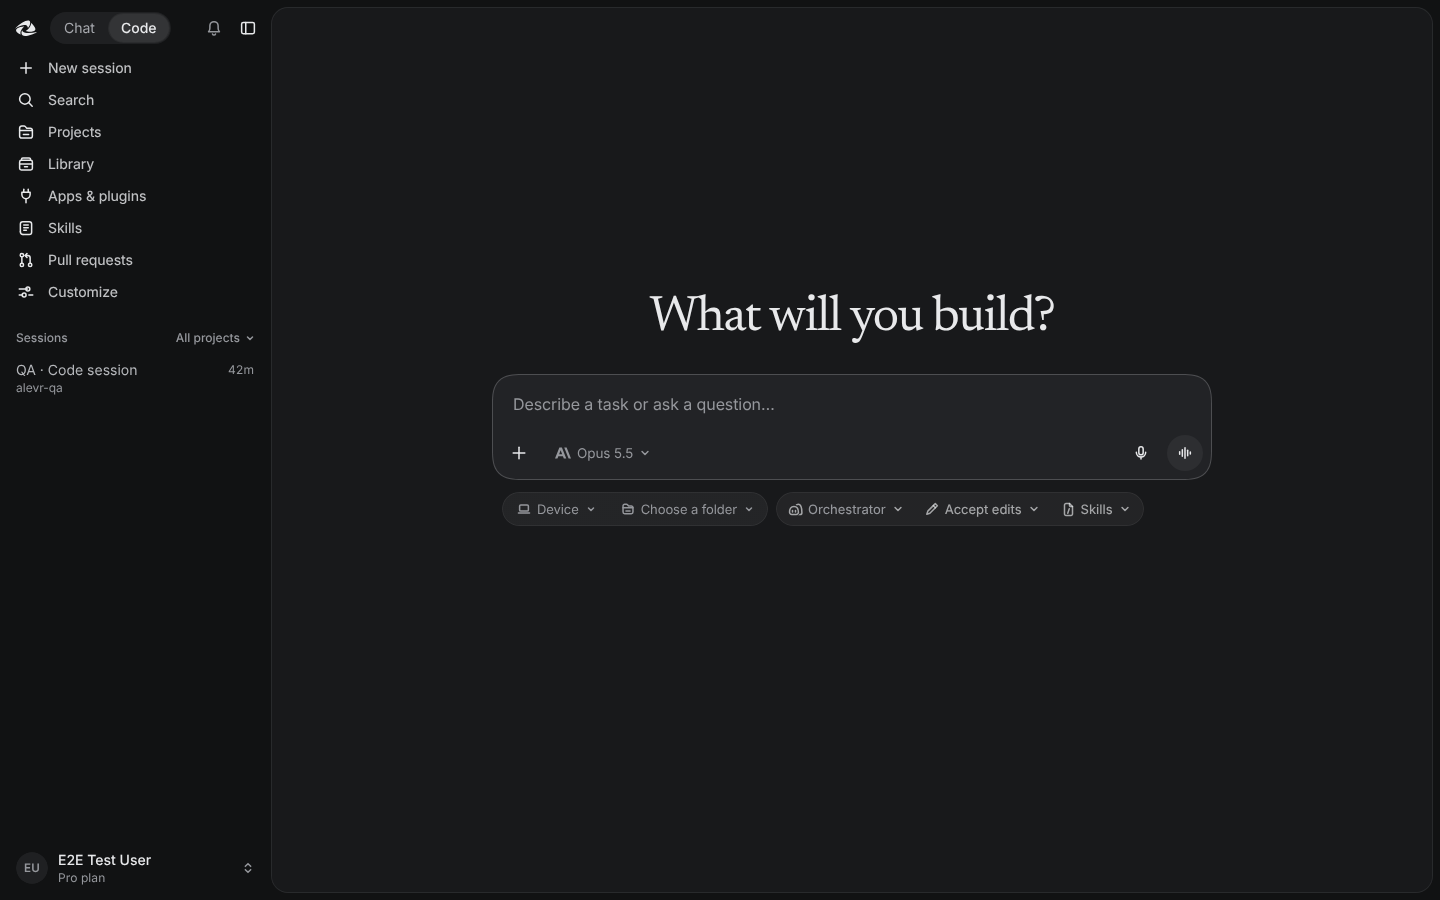 Chat Code
New session
Search
Projects
Library
Apps & plugins
Skills
Pull requests
Customize
Sessions All projects
QA · Code session 42m
alevr-qa
EU
E2E Test User
Pro plan
What will you build?
Describe a task or ask a question...
Opus 5.5
Device Choose a folder Orchestrator Accept edits Skills